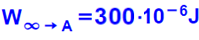 W∞→A = 300·10⁻⁶J